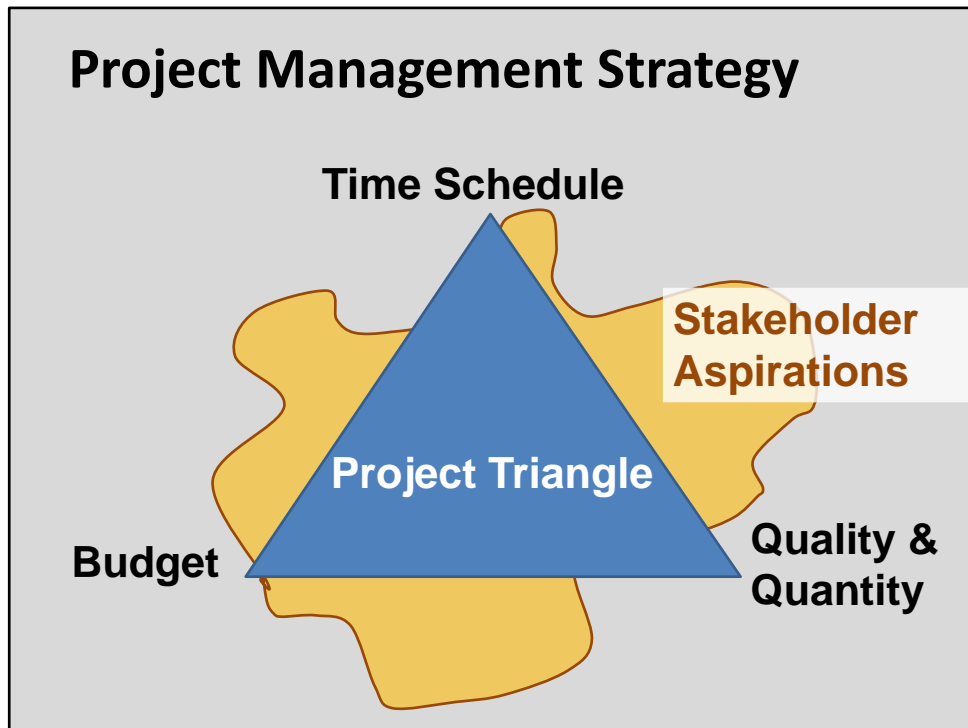 Project Management Strategy
Time Schedule
Stakeholder
Aspirations
Project Triangle
Budget
Quality &
Quantity